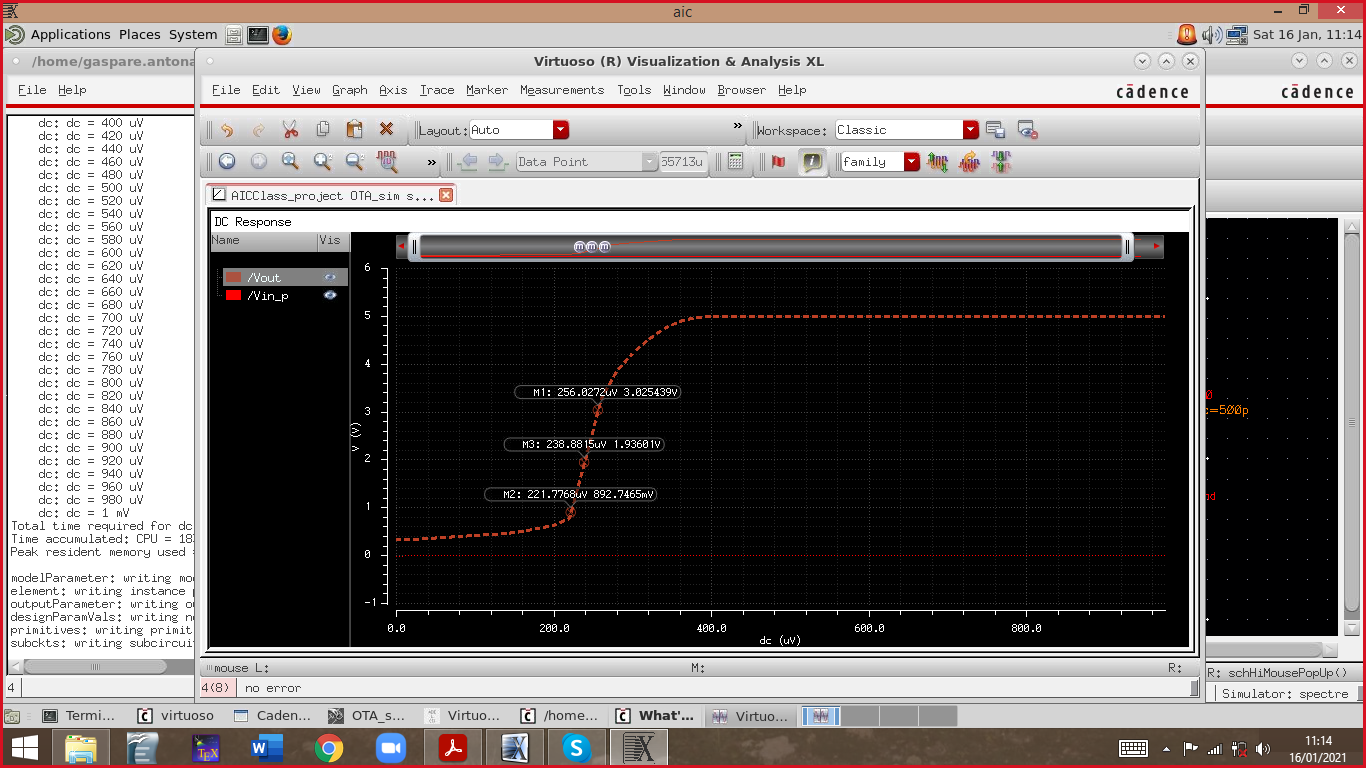 aic
Applications Places System
Sat 16 Jan, 11:14
/home/gaspare.antona
Virtuoso (R) Visualization & Analysis XL
File Help
File Edit View Graph Axis Trace Marker Measurements Tools Window Browser Help
cādence
cādence
Layout: Auto
»
Workspace: Classic
»
Data Point
35713u
family
AICClass_project OTA_sim s...
DC Response
Name Vis
/Vout
/Vin_p
dc: dc = 400 uV
dc: dc = 420 uV
dc: dc = 440 uV
dc: dc = 460 uV
dc: dc = 480 uV
dc: dc = 500 uV
dc: dc = 520 uV
dc: dc = 540 uV
dc: dc = 560 uV
dc: dc = 580 uV
dc: dc = 600 uV
dc: dc = 620 uV
dc: dc = 640 uV
dc: dc = 660 uV
dc: dc = 680 uV
dc: dc = 700 uV
dc: dc = 720 uV
dc: dc = 740 uV
dc: dc = 760 uV
dc: dc = 780 uV
dc: dc = 800 uV
dc: dc = 820 uV
dc: dc = 840 uV
dc: dc = 860 uV
dc: dc = 880 uV
dc: dc = 900 uV
dc: dc = 920 uV
dc: dc = 940 uV
dc: dc = 960 uV
dc: dc = 980 uV
dc: dc = 1 mV
Total time required for dc
Time accumulated: CPU = 18
Peak resident memory used
modelParameter: writing mo
element: writing instance
outputParameter: writing o
designParamVals: writing n
primitives: writing primit
subckts: writing subcircui
4
m m m
6
5
4
3
2
1
0
-1
V (V)
M1: 256.0272uV 3.025439V
M3: 238.8815uV 1.93601V
M2: 221.7768uV 892.7465mV
0.0 200.0 400.0 600.0 800.0
dc (uV)
c=500p
mouse L: M: R:
4(8) no error
R: schHiMousePopUp()
Simulator: spectre
Termi...
virtuoso
Caden...
OTA_s...
Virtuo...
/home...
What'...
Virtuo...
11:14
16/01/2021